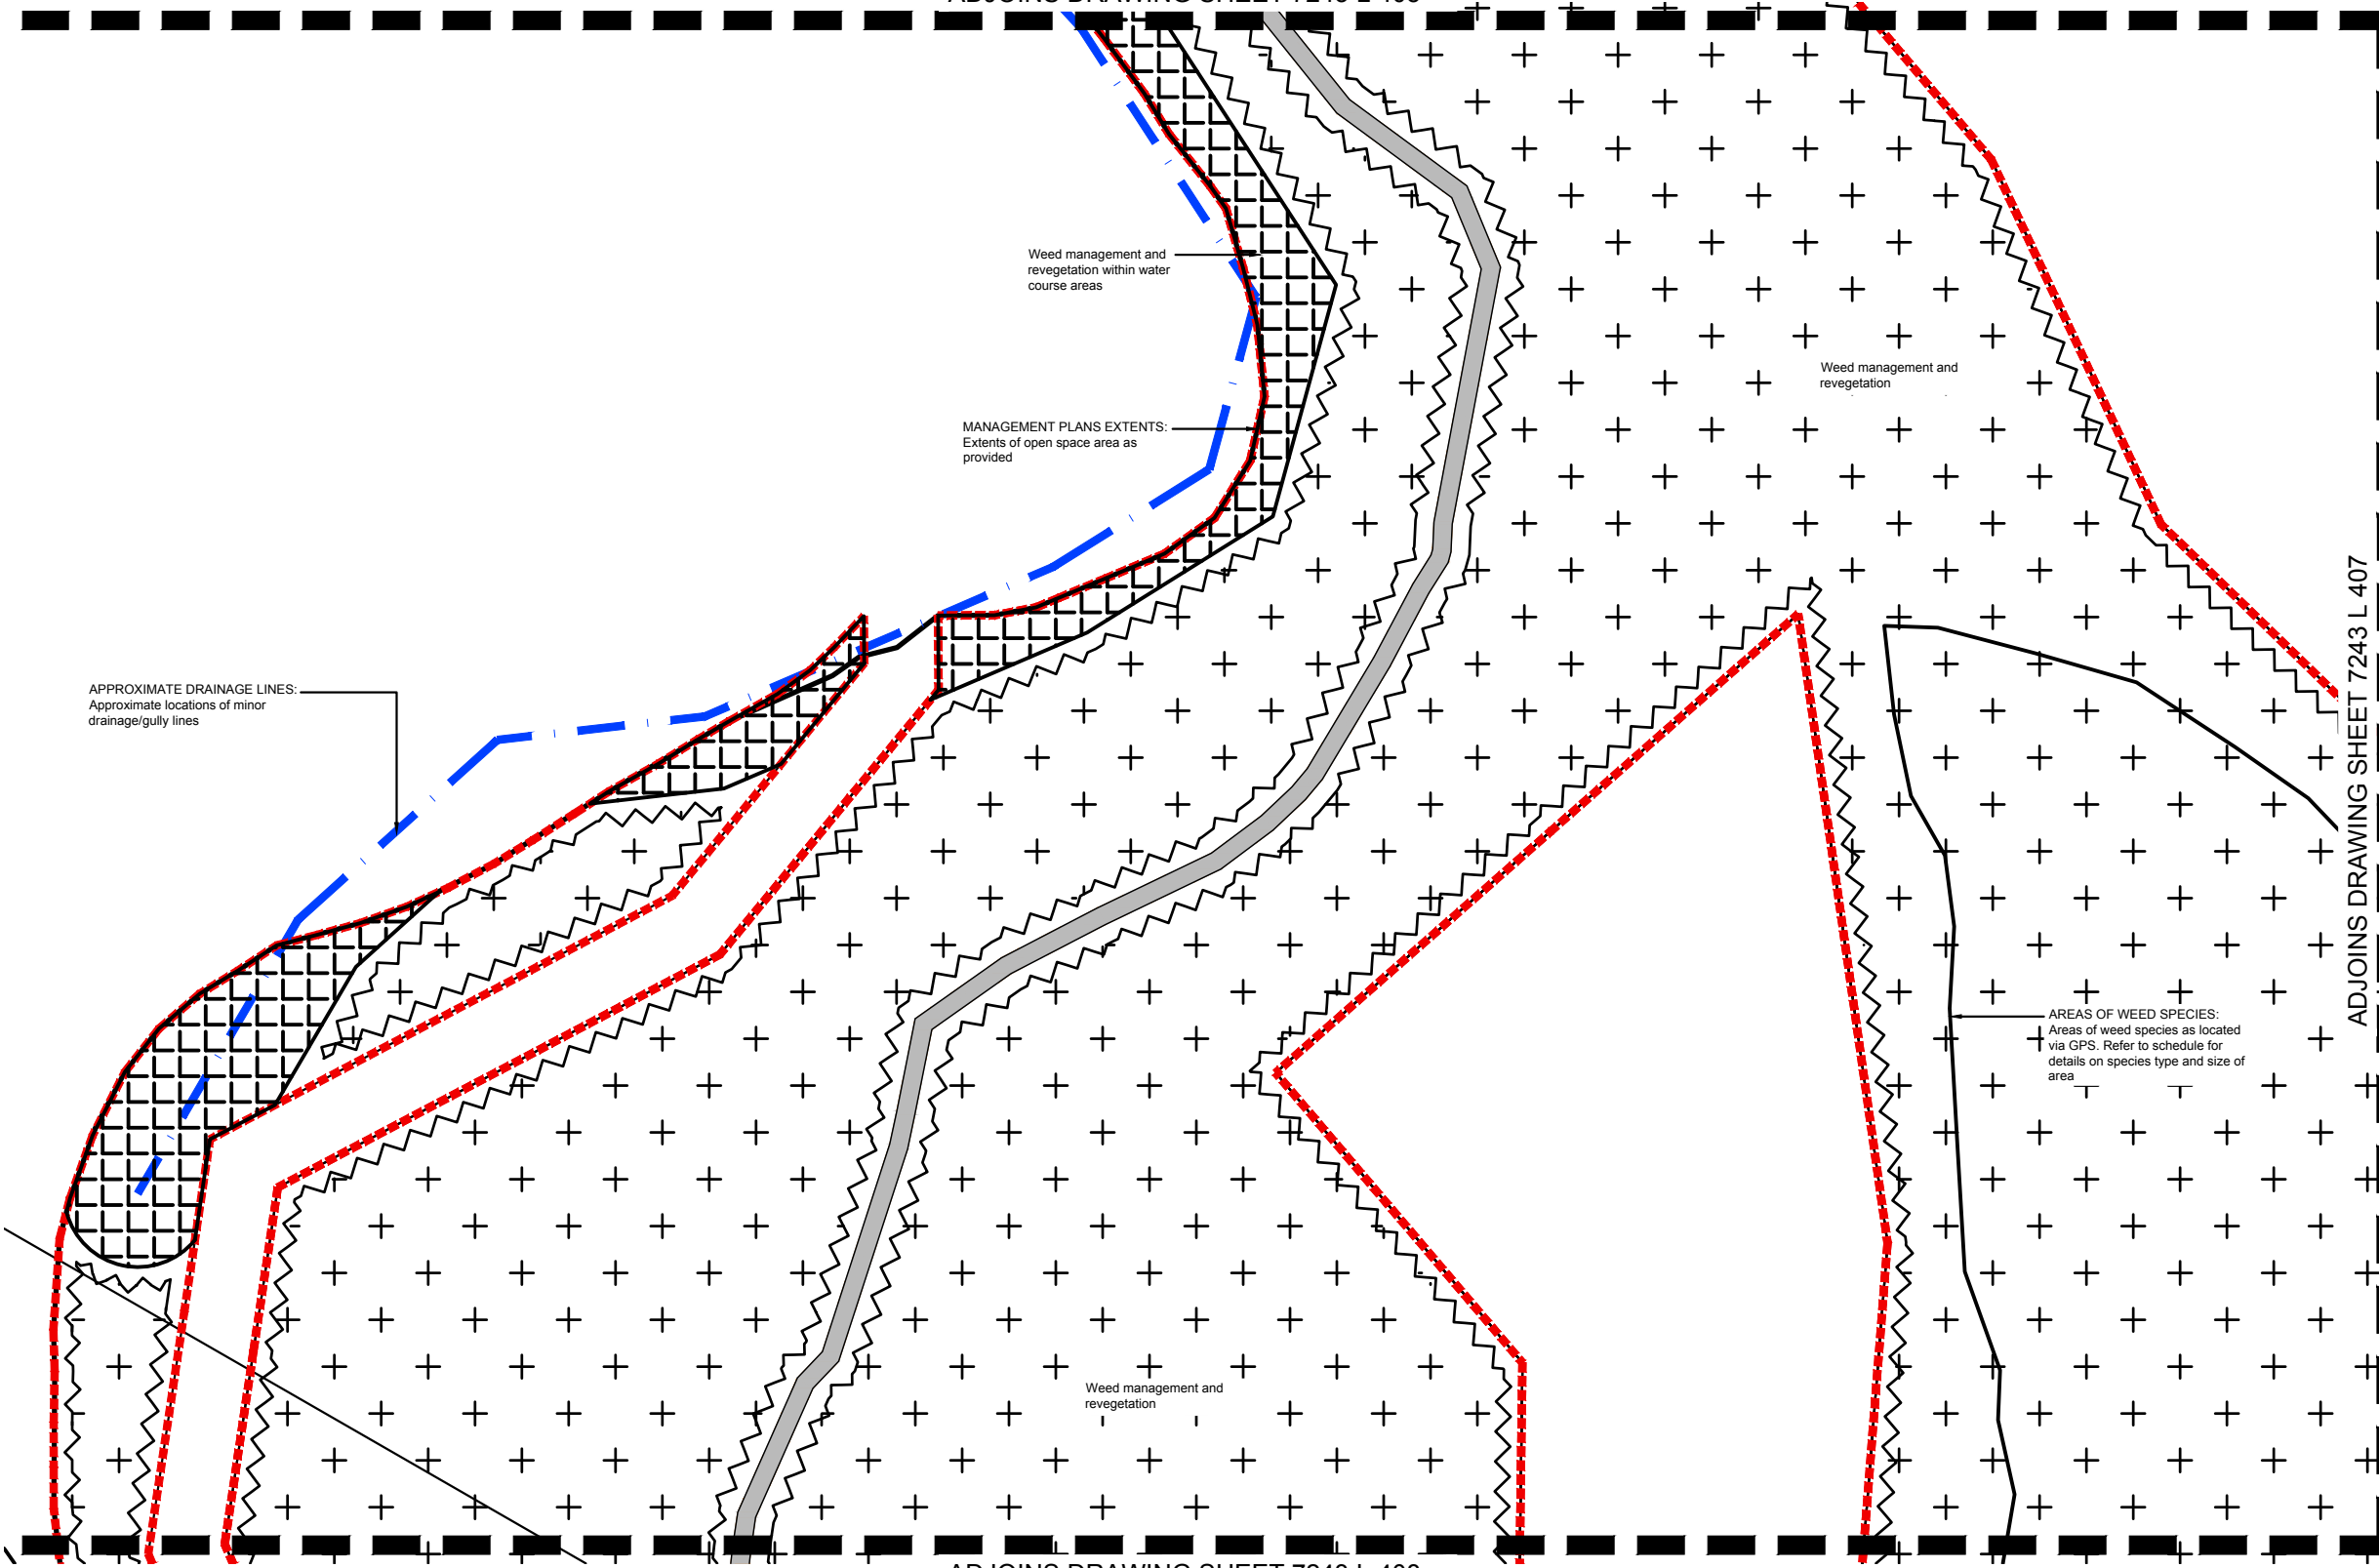 Weed management and
revegetation within water
course areas
Weed management and
revegetation
MANAGEMENT PLANS EXTENTS:
Extents of open space area as
provided
APPROXIMATE DRAINAGE LINES:
Approximate locations of minor
drainage/gully lines
ADJOINS DRAWING SHEET 7243 L 407
AREAS OF WEED SPECIES:
Areas of weed species as located
via GPS. Refer to schedule for
details on species type and size of
area
Weed management and
revegetation